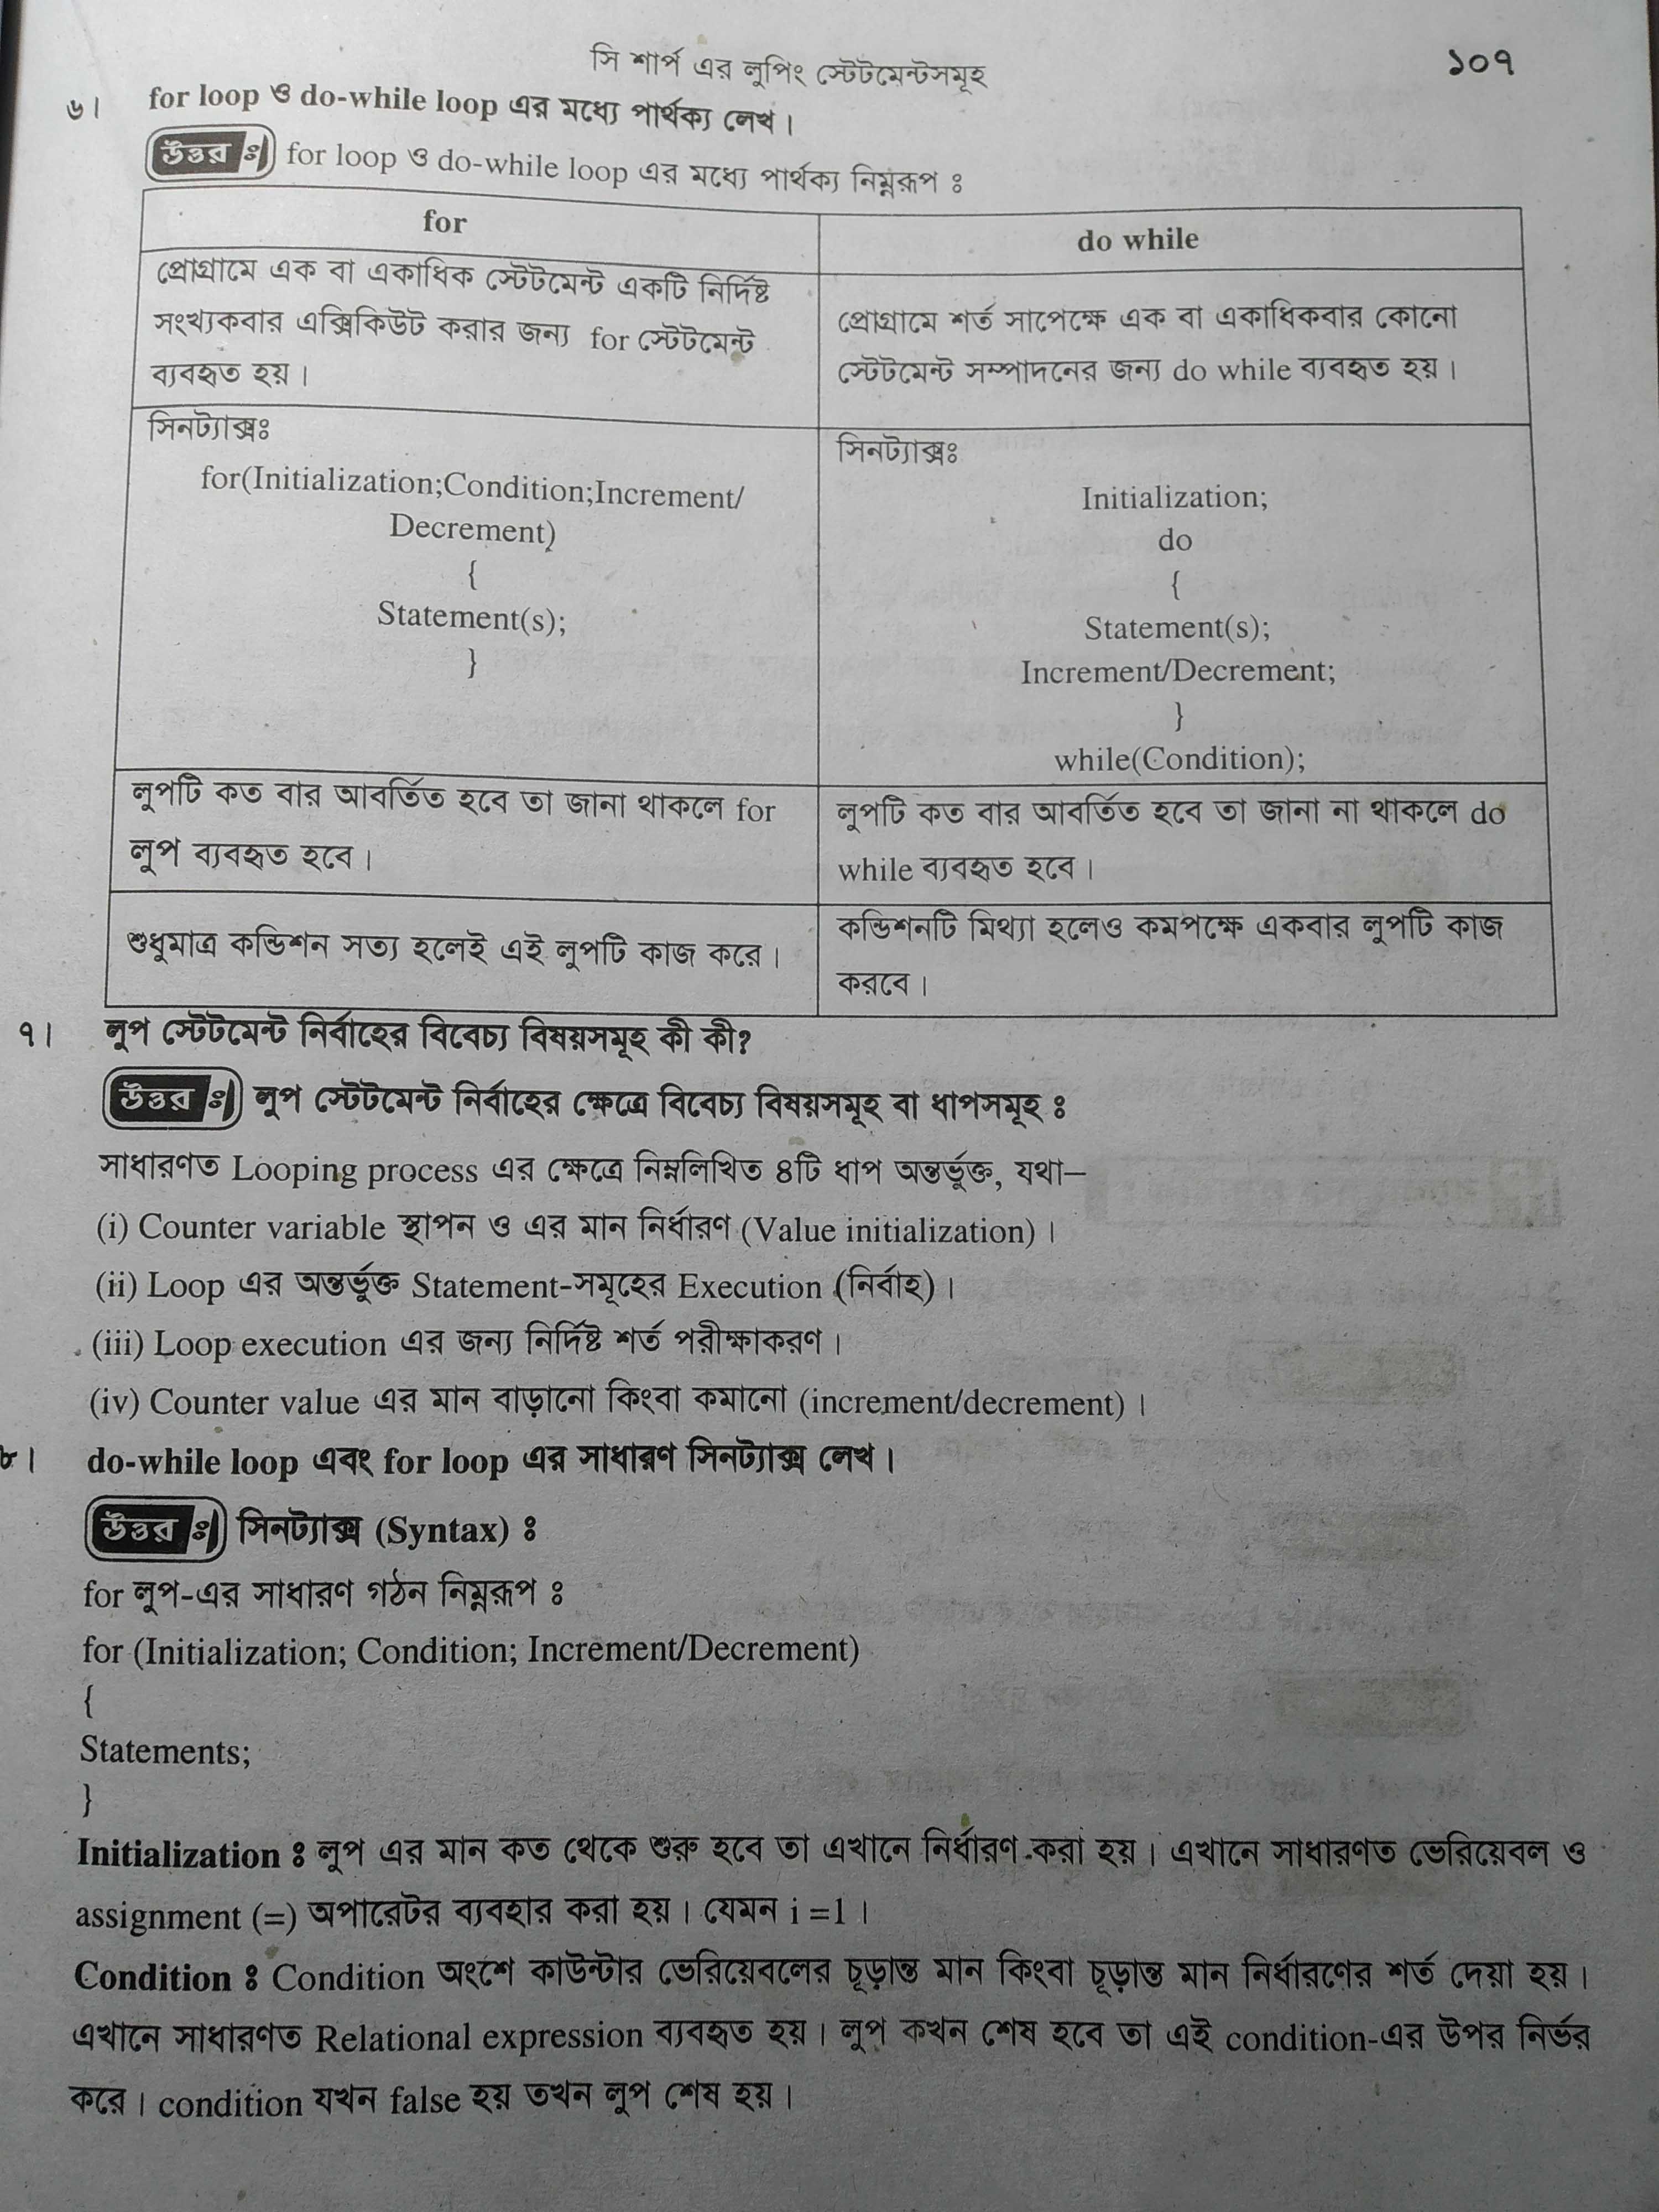 সি শার্প এর লুপিং স্টেটমেন্টসমূহ
১০৭
৬। for loop ও do-while loop এর মধ্যে পার্থক্য লেখ।
উত্তর ঃ for loop ও do-while loop এর মধ্যে পার্থক্য নিম্নরূপ ঃ
for
প্রোগ্রামে এক বা একাধিক স্টেটমেন্ট একটি নির্দিষ্ট
সংখ্যকবার এক্সিকিউট করার জন্য for স্টেটমেন্ট
ব্যবহৃত হয়।
do while
প্রোগ্রামে শর্ত সাপেক্ষে এক বা একাধিকবার কোনো
স্টেটমেন্ট সম্পাদনের জন্য do while ব্যবহৃত হয়।
সিনট্যাক্সঃ
for(Initialization;Condition;Increment/
Decrement)
{
Statement(s);
}
সিনট্যাক্সঃ
Initialization;
do
{
Statement(s);
Increment/Decrement;
}
while(Condition);
লুপটি কত বার আবর্তিত হবে তা জানা থাকলে for
লুপ ব্যবহৃত হবে।
লুপটি কত বার আবর্তিত হবে তা জানা না থাকলে do
while ব্যবহৃত হবে।
শুধুমাত্র কন্ডিশন সত্য হলেই এই লুপটি কাজ করে।
কন্ডিশনটি মিথ্যা হলেও কমপক্ষে একবার লুপটি কাজ
করবে।
৭। লুপ স্টেটমেন্ট নির্বাহের বিবেচ্য বিষয়সমূহ কী কী?
উত্তর ঃ লুপ স্টেটমেন্ট নির্বাহের ক্ষেত্রে বিবেচ্য বিষয়সমূহ বা ধাপসমূহ ঃ
সাধারণত Looping process এর ক্ষেত্রে নিম্নলিখিত ৪টি ধাপ অন্তর্ভুক্ত, যথা–
(i) Counter variable স্থাপন ও এর মান নির্ধারণ (Value initialization)।
(ii) Loop এর অন্তর্ভুক্ত Statement-সমূহের Execution (নির্বাহ)।
(iii) Loop execution এর জন্য নির্দিষ্ট শর্ত পরীক্ষাকরণ।
(iv) Counter value এর মান বাড়ানো কিংবা কমানো (increment/decrement)।
৮। do-while loop এবং for loop এর সাধারণ সিনট্যাক্স লেখ।
উত্তর ঃ সিনট্যাক্স (Syntax) ঃ
for লুপ-এর সাধারণ গঠন নিম্নরূপ ঃ
for (Initialization; Condition; Increment/Decrement)
{
Statements;
}
Initialization ঃ লুপ এর মান কত থেকে শুরু হবে তা এখানে নির্ধারণ করা হয়। এখানে সাধারণত ভেরিয়েবল ও
assignment (=) অপারেটর ব্যবহার করা হয়। যেমন i =1।
Condition ঃ Condition অংশে কাউন্টার ভেরিয়েবলের চূড়ান্ত মান কিংবা চূড়ান্ত মান নির্ধারণের শর্ত দেয়া হয়।
এখানে সাধারণত Relational expression ব্যবহৃত হয়। লুপ কখন শেষ হবে তা এই condition-এর উপর নির্ভর
করে। condition যখন false হয় তখন লুপ শেষ হয়।